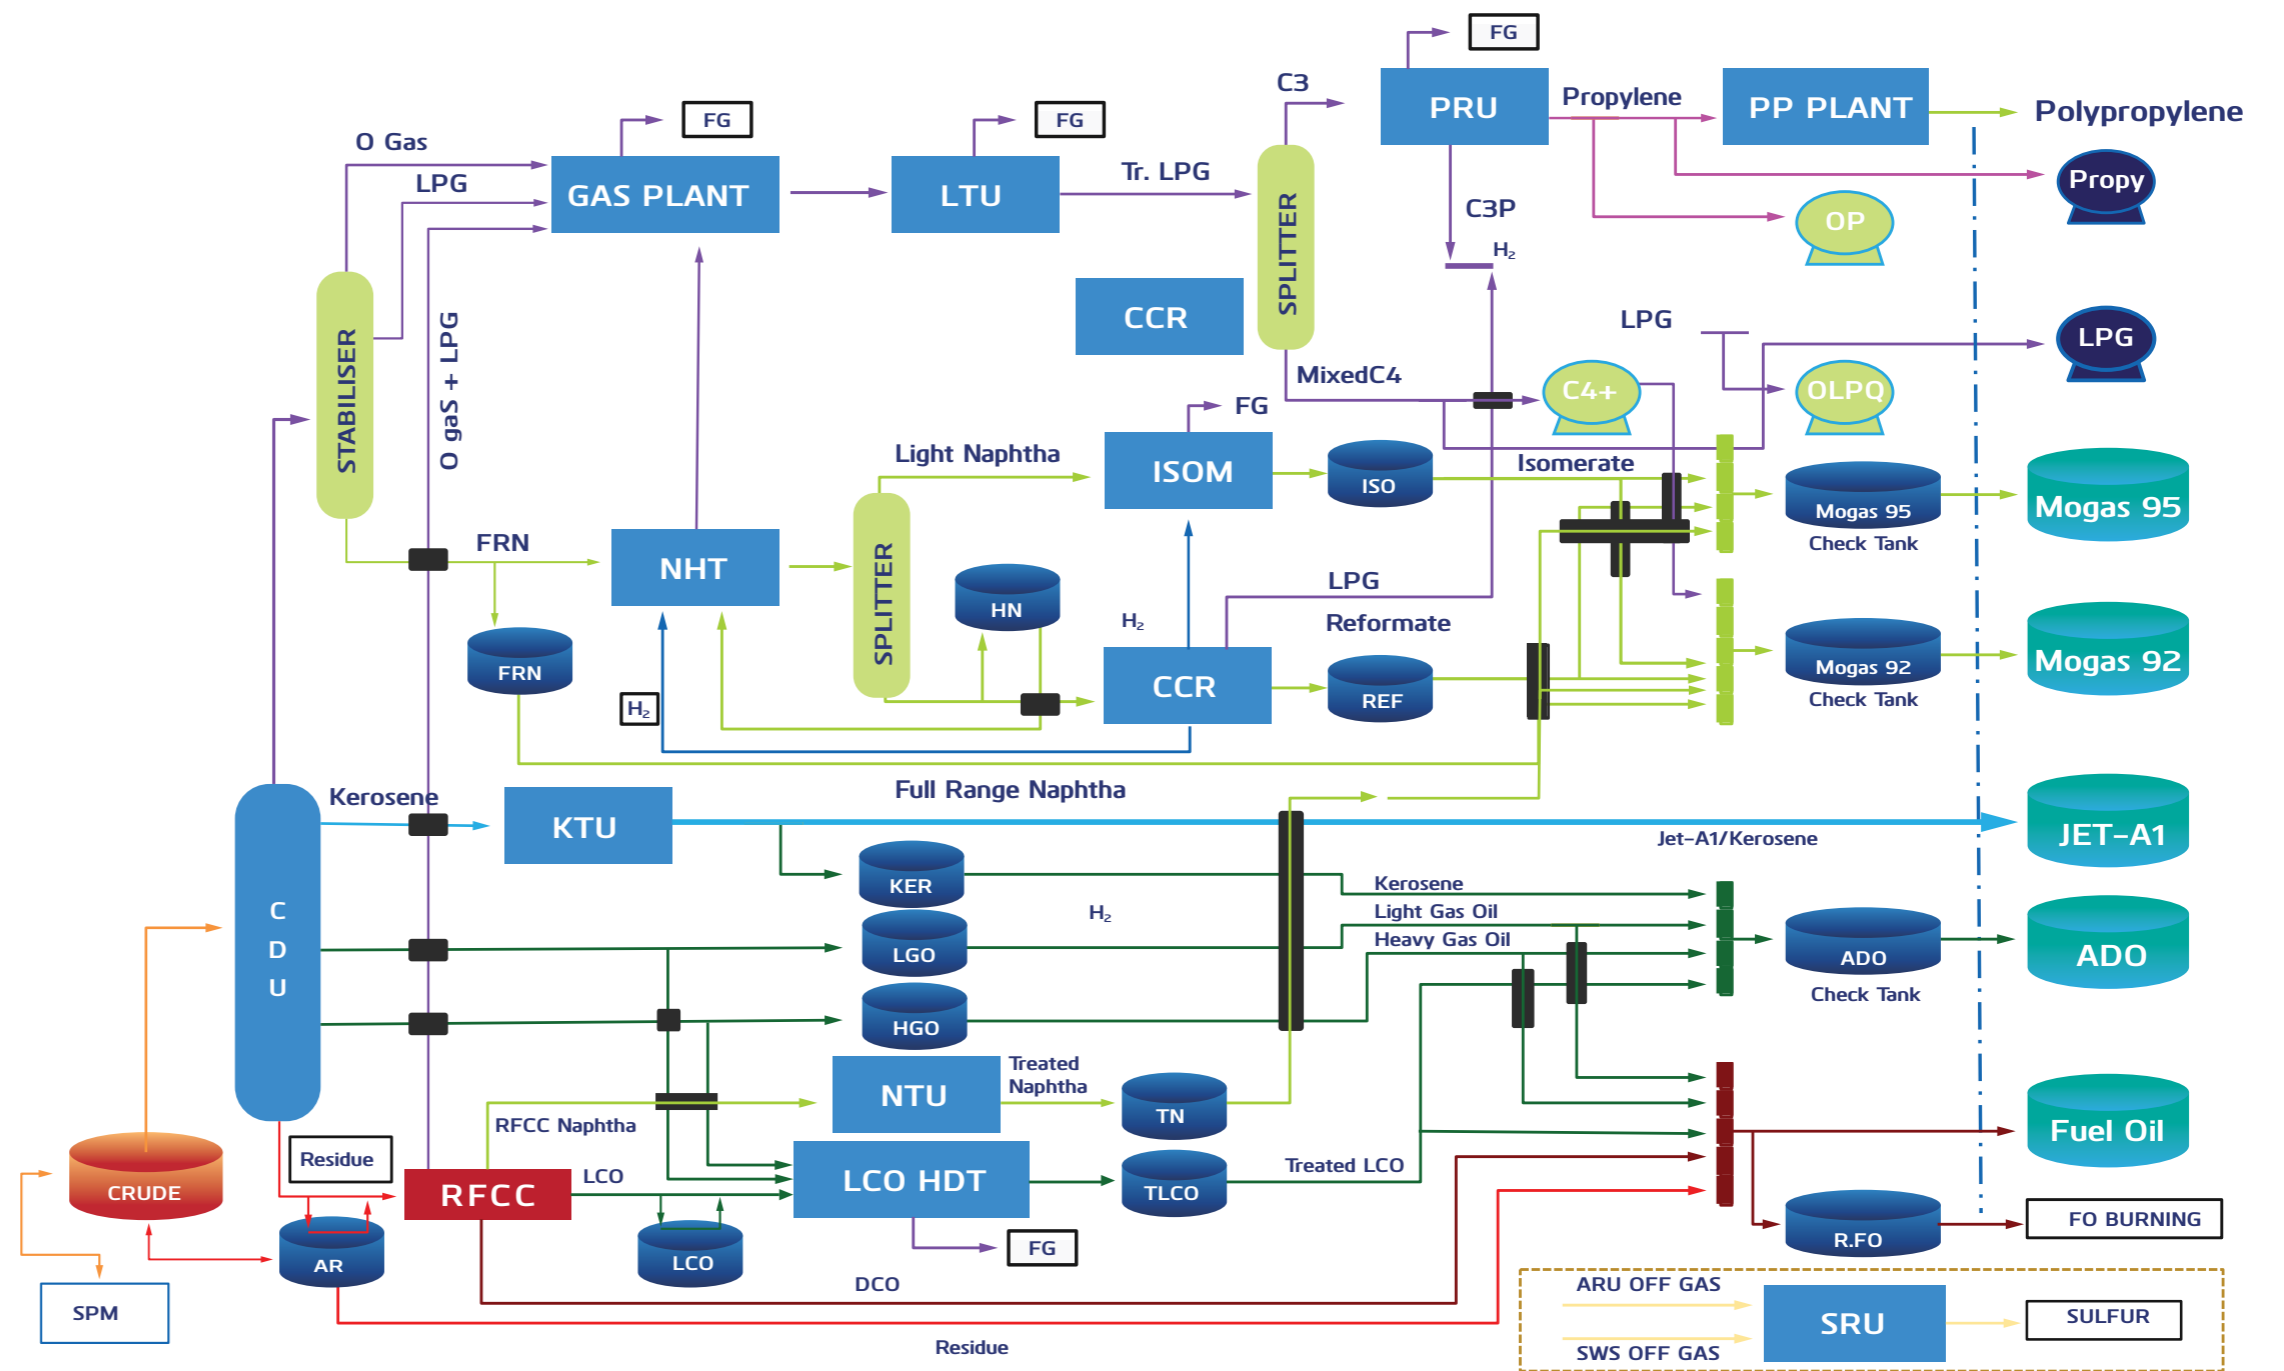 FG
C3
PRU
Propylene
PP PLANT
Polypropylene
FG
FG
O Gas
LPG
GAS PLANT
LTU
Tr. LPG
SPLITTER
C3P
H₂
Propy
OP
CCR
STABILISER
O gaS + LPG
LPG
LPG
MixedC4
C4+
OLPQ
FG
Light Naphtha
ISOM
ISO
Isomerate
Mogas 95
Check Tank
Mogas 95
FRN
NHT
SPLITTER
HN
LPG
H₂
Reformate
FRN
H₂
CCR
REF
Mogas 92
Check Tank
Mogas 92
Kerosene
KTU
Full Range Naphtha
Jet-A1/Kerosene
JET-A1
C
D
U
KER
Kerosene
H₂
Light Gas Oil
LGO
Heavy Gas Oil
ADO
Check Tank
ADO
HGO
NTU
Treated
Naphtha
TN
RFCC Naphtha
Residue
CRUDE
RFCC
LCO
LCO HDT
TLCO
Treated LCO
Fuel Oil
AR
LCO
FG
R.FO
FO BURNING
SPM
DCO
Residue
ARU OFF GAS
SRU
SULFUR
SWS OFF GAS